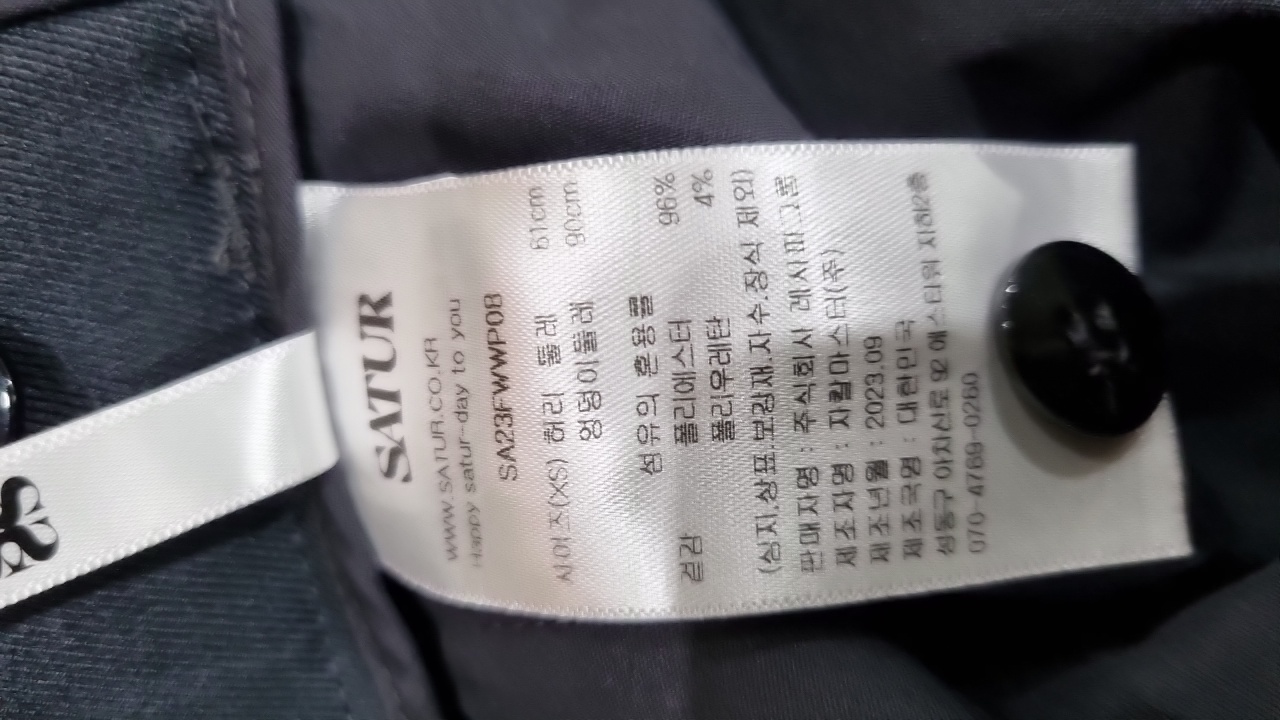 SATUR
WWW.SATUR.CO.KR
Happy satur-day to you
SA23FWWP08
사이즈(XS) 허리 둘레 61cm
엉덩이둘레 90cm
섬유의 혼용률
겉감 폴리에스터 96%
폴리우레탄 4%
(심지.상표.보강재.자수.장식 제외)
판매자명 : 주식회사 레시피그룹
제조자명 : 자칼마스터(주)
제조년월 : 2023.09
제조국명 : 대한민국
성동구 아차산로 92 에스타워 지하2층
070-4769-0260